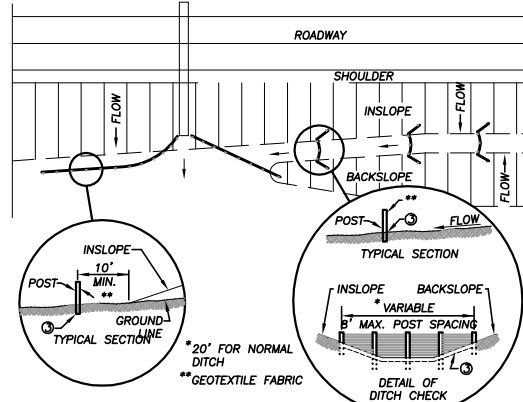 ROADWAY
SHOULDER
FLOW
INSLOPE
FLOW
BACKSLOPE
FLOW
**
POST
3
FLOW
TYPICAL SECTION
INSLOPE
10'
MIN.
POST
**
3
GROUND
LINE
TYPICAL SECTION
*20' FOR NORMAL
DITCH
**GEOTEXTILE FABRIC
INSLOPE
BACKSLOPE
* VARIABLE
8' MAX. POST SPACING
3
DETAIL OF
DITCH CHECK